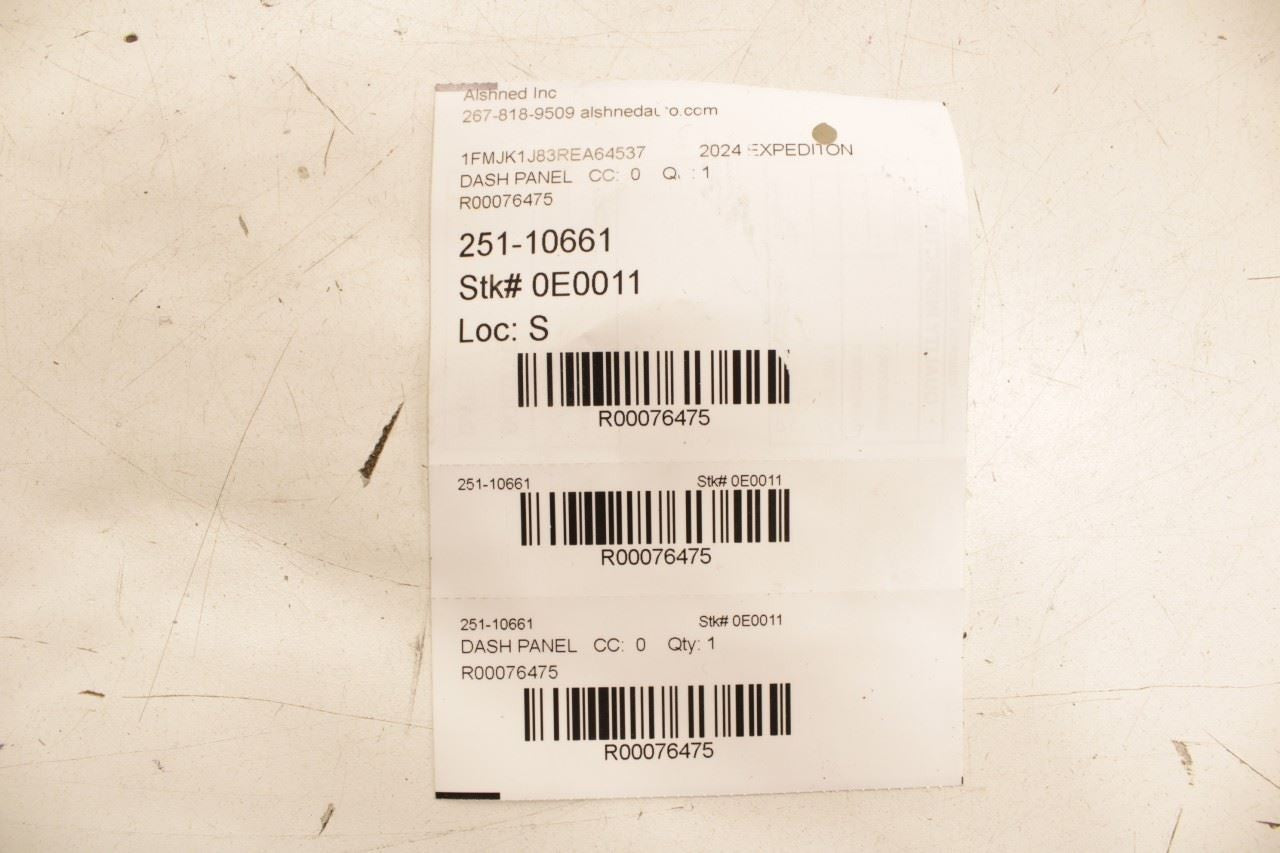 Alshned Inc
267-818-9509 alshnedauto.com
1FMJK1J83REA64537 2024 EXPEDITON
DASH PANEL CC: 0 Qty: 1
R00076475
251-10661
Stk# 0E0011
Loc: S
R00076475
251-10661 Stk# 0E0011
R00076475
251-10661 Stk# 0E0011
DASH PANEL CC: 0 Qty: 1
R00076475
R00076475